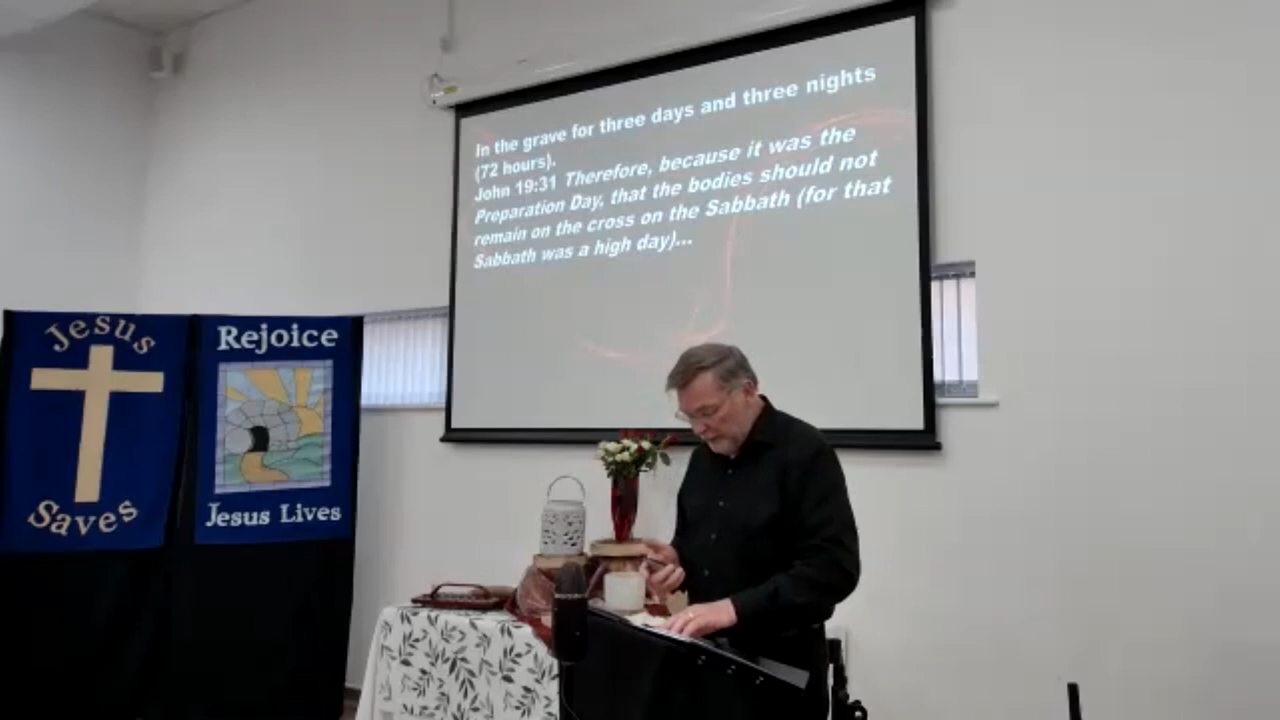 In the grave for three days and three nights
(72 hours).
John 19:31 Therefore, because it was the
Preparation Day, that the bodies should not
remain on the cross on the Sabbath (for that
Sabbath was a high day)...
Jesus
Saves
Rejoice
Jesus Lives